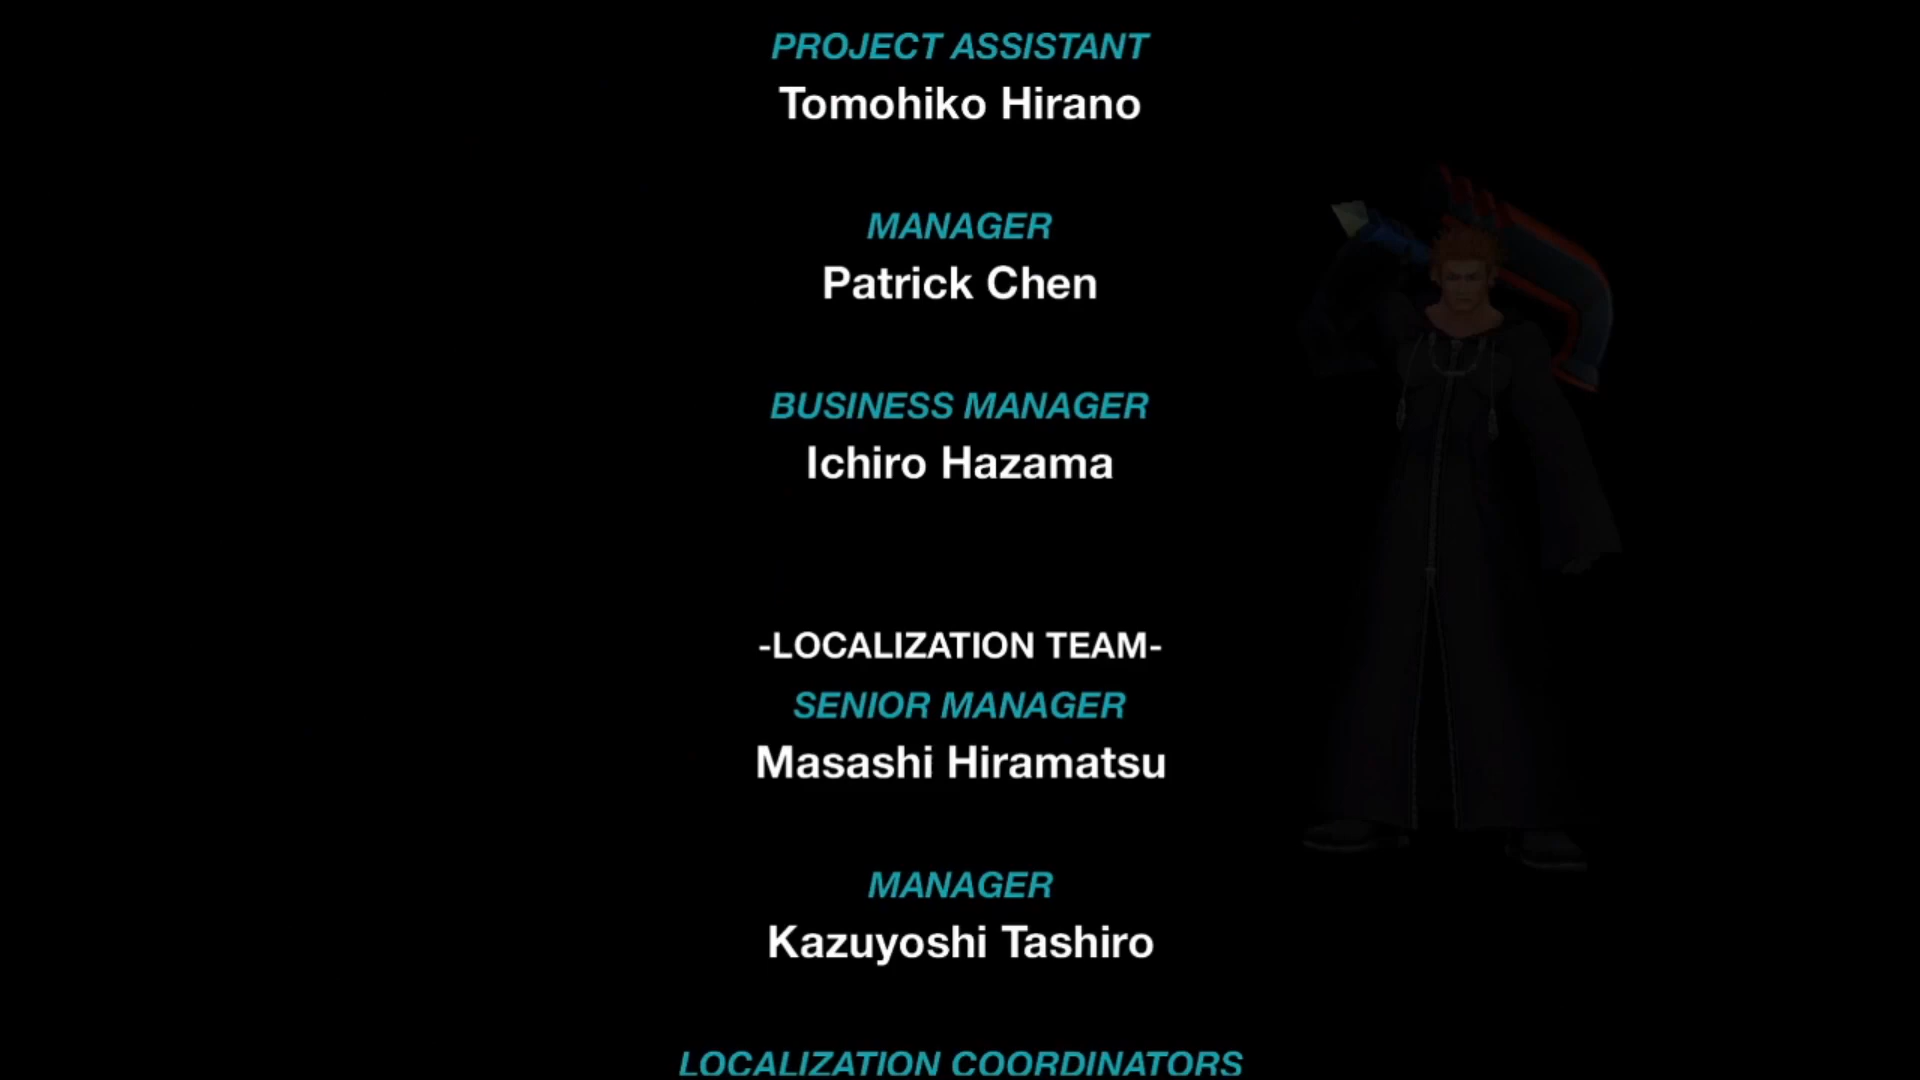 PROJECT ASSISTANT
Tomohiko Hirano
MANAGER
Patrick Chen
BUSINESS MANAGER
Ichiro Hazama
-LOCALIZATION TEAM-
SENIOR MANAGER
Masashi Hiramatsu
MANAGER
Kazuyoshi Tashiro
LOCALIZATION COORDINATORS